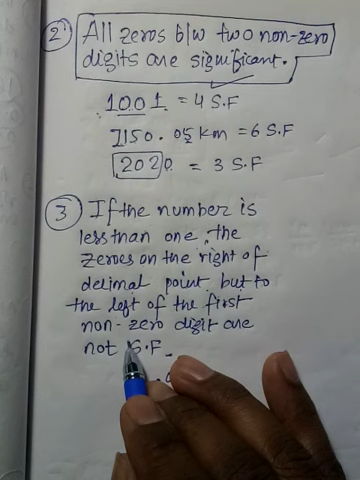 2 All zeros b/w two non-zero
digits are significant.
1001 = 4 S.F
7150.05 km = 6 S.F
2020 = 3 S.F
3 If the number is
less than one, the
zeroes on the right of
decimal point but to
the left of the first
non-zero digit are
not S.F.